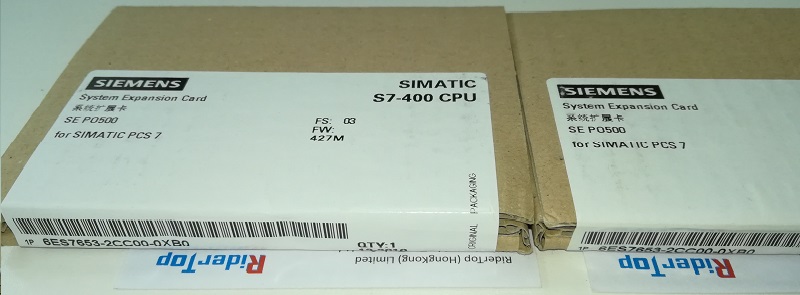 SIEMENS
SIMATIC
S7-400 CPU
System Expansion Card
系统扩展卡
SE PO500
for SIMATIC PCS 7
FS: 03
FW:
427M
ORIGINAL PACKAGING
1P 6ES7653-2CC00-0XB0
QTY:1
RiderTop (HongKong) Limited
RiderTop
SIEMENS
System Expansion Card
系统扩展卡
SE PO500
for SIMATIC PCS 7
1P 6ES7653-2CC00-0XB0
RiderTop